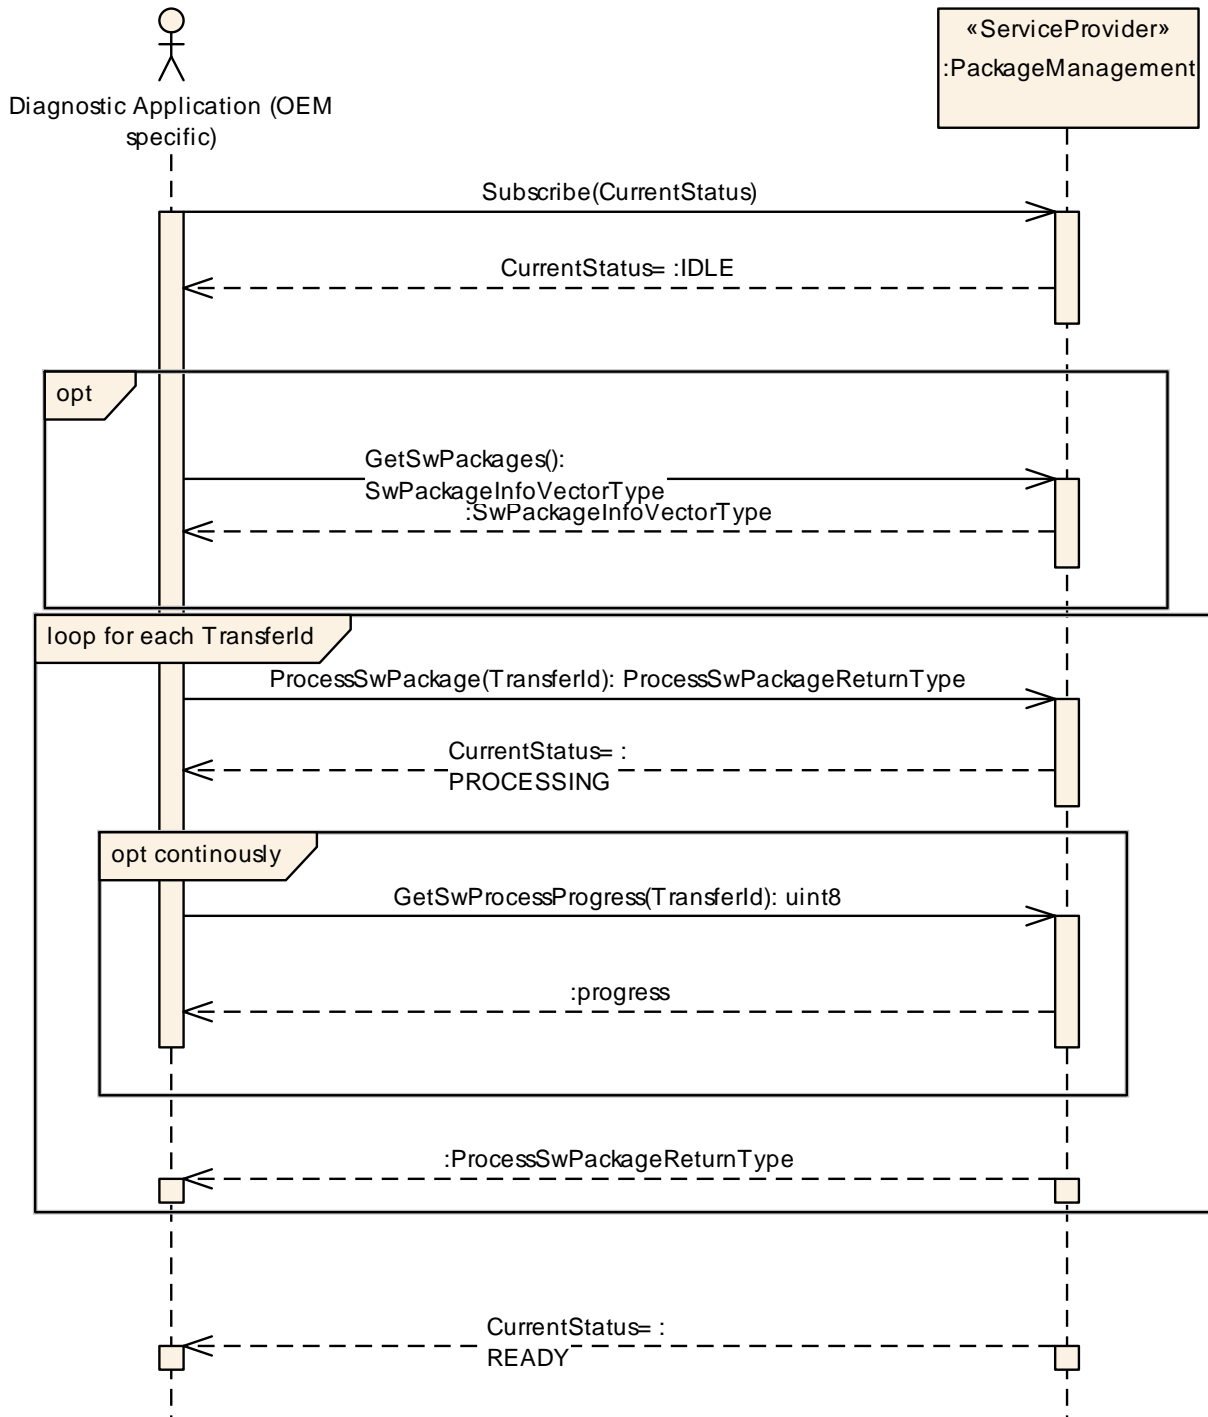 Diagnostic Application (OEM
specific)
«ServiceProvider»
:PackageManagement
Subscribe(CurrentStatus)
CurrentStatus= :IDLE
opt
GetSwPackages():
SwPackageInfoVectorType
:SwPackageInfoVectorType
loop for each TransferId
ProcessSwPackage(TransferId): ProcessSwPackageReturnType
CurrentStatus= :
PROCESSING
opt continously
GetSwProcessProgress(TransferId): uint8
:progress
:ProcessSwPackageReturnType
CurrentStatus= :
READY